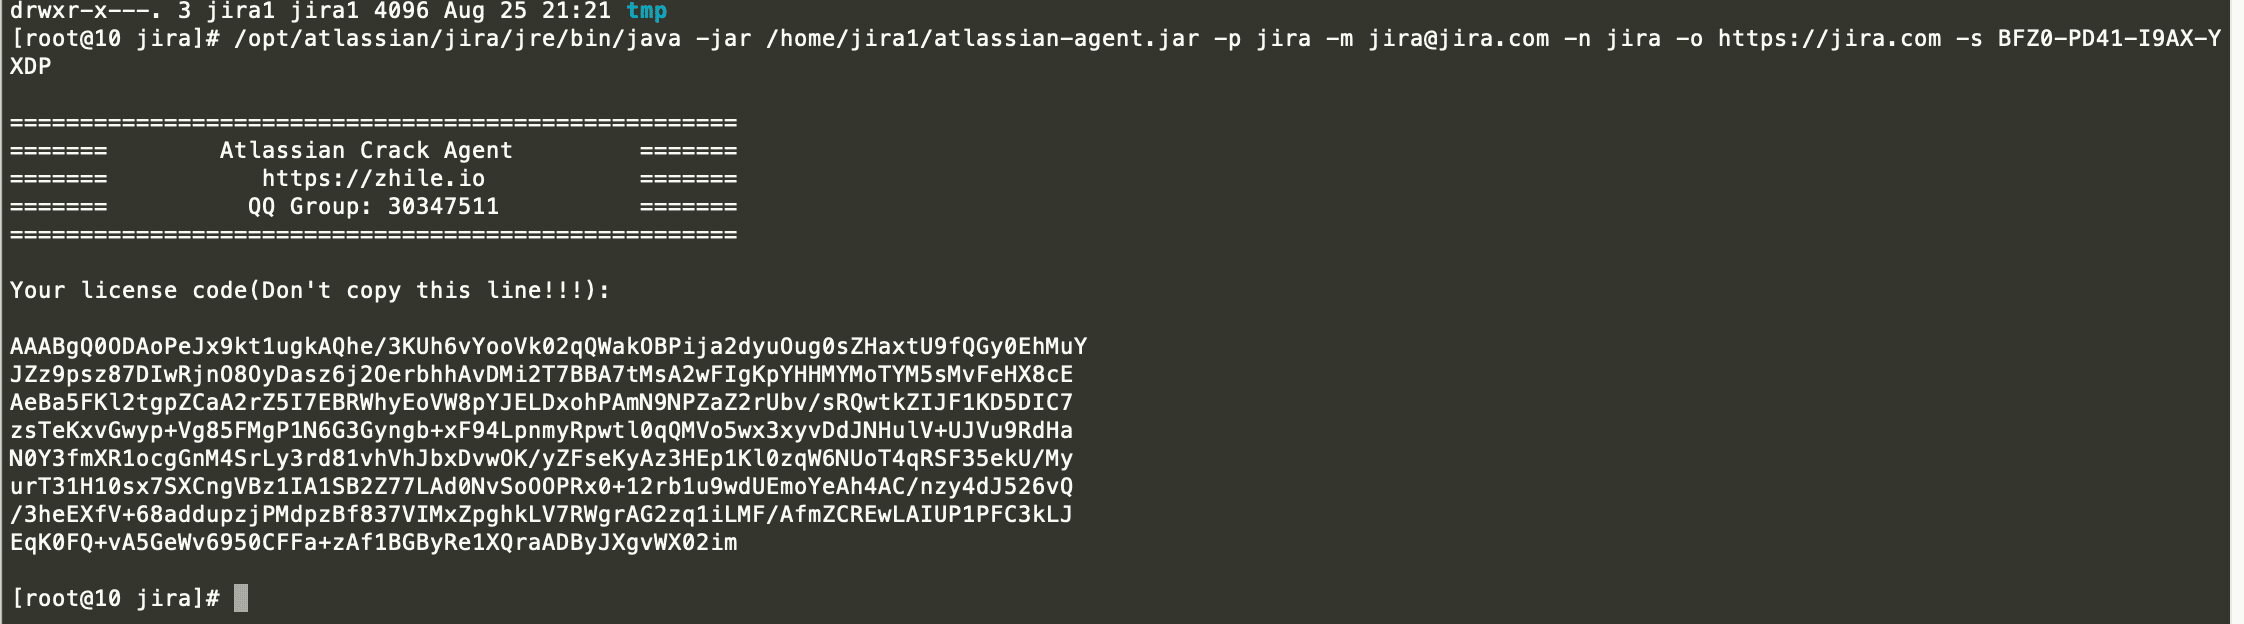 drwxr-x---. 3 jira1 jira1 4096 Aug 25 21:21 tmp
[root@10 jira]# /opt/atlassian/jira/jre/bin/java -jar /home/jira1/atlassian-agent.jar -p jira -m jira@jira.com -n jira -o https://jira.com -s BFZ0-PD41-I9AX-Y
XDP
====================================================
=======        Atlassian Crack Agent         =======
=======           https://zhile.io           =======
=======          QQ Group: 30347511          =======
====================================================
Your license code(Don't copy this line!!!):
AAABgQ0ODAoPeJx9kt1ugkAQhe/3KUh6vYooVk02qQWakOBPija2dyuOug0sZHaxtU9fQGy0EhMuY
JZz9psz87DIwRjnO8OyDasz6j2OerbhhAvDMi2T7BBA7tMsA2wFIgKpYHHMYMoTYM5sMvFeHX8cE
AeBa5FKl2tgpZCaA2rZ5I7EBRWhyEoVW8pYJELDxohPAmN9NPZaZ2rUbv/sRQwtkZIJF1KD5DIC7
zsTeKxvGwyp+Vg85FMgP1N6G3Gyngb+xF94LpnmyRpwtl0qQMVo5wx3xyvDdJNHulV+UJVu9RdHa
N0Y3fmXR1ocgGnM4SrLy3rd81vhVhJbxDvwOK/yZFseKyAz3HEp1Kl0zqW6NUoT4qRSF35ekU/My
urT31H10sx7SXCngVBz1IA1SB2Z77LAd0NvSoOOPRx0+12rb1u9wdUEmoYeAh4AC/nzy4dJ526vQ
/3heEXfV+68addupzjPMdpzBf837VIMxZpghkLV7RWgrAG2zq1iLMF/AfmZCREwLAIUP1PFC3kLJ
EqK0FQ+vA5GeWv6950CFFa+zAf1BGByRe1XQraADByJXgvWX02im
[root@10 jira]#